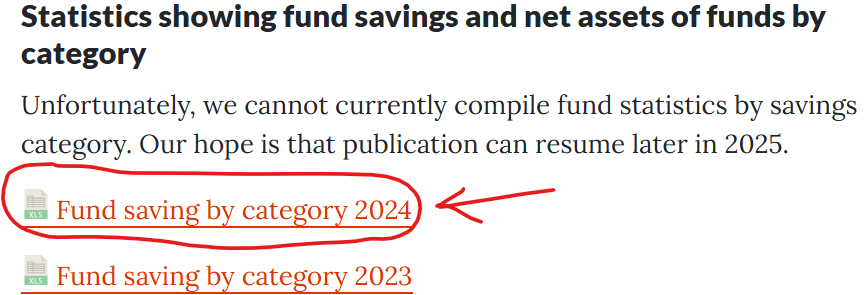 Statistics showing fund savings and net assets of funds by
category
Unfortunately, we cannot currently compile fund statistics by savings
category. Our hope is that publication can resume later in 2025.
XLS Fund saving by category 2024
XLS Fund saving by category 2023